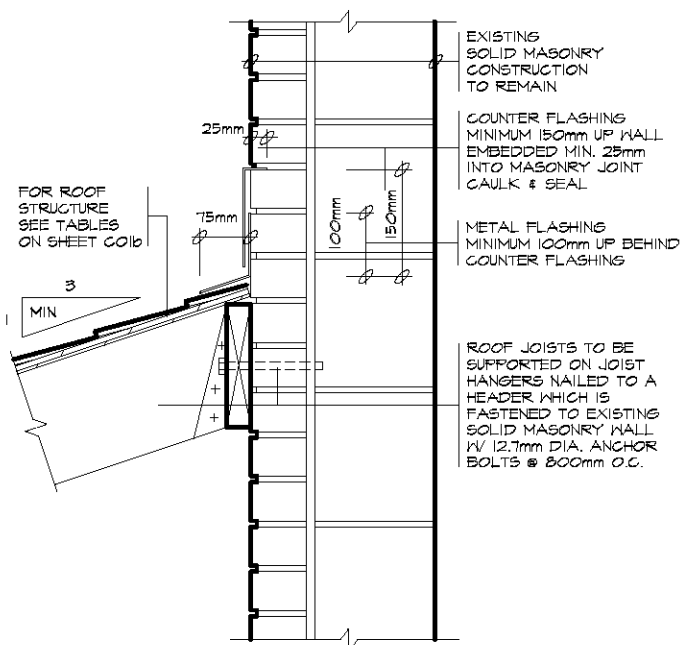 EXISTING
SOLID MASONRY
CONSTRUCTION
TO REMAIN
25mm
COUNTER FLASHING
MINIMUM 150mm UP WALL
EMBEDDED MIN. 25mm
INTO MASONRY JOINT
CAULK & SEAL
FOR ROOF
STRUCTURE
SEE TABLES
ON SHEET C01b
75mm
100mm
150mm
METAL FLASHING
MINIMUM 100mm UP BEHIND
COUNTER FLASHING
3
MIN
1
ROOF JOISTS TO BE
SUPPORTED ON JOIST
HANGERS NAILED TO A
HEADER WHICH IS
FASTENED TO EXISTING
SOLID MASONRY WALL
W/ 12.7mm DIA. ANCHOR
BOLTS @ 800mm O.C.